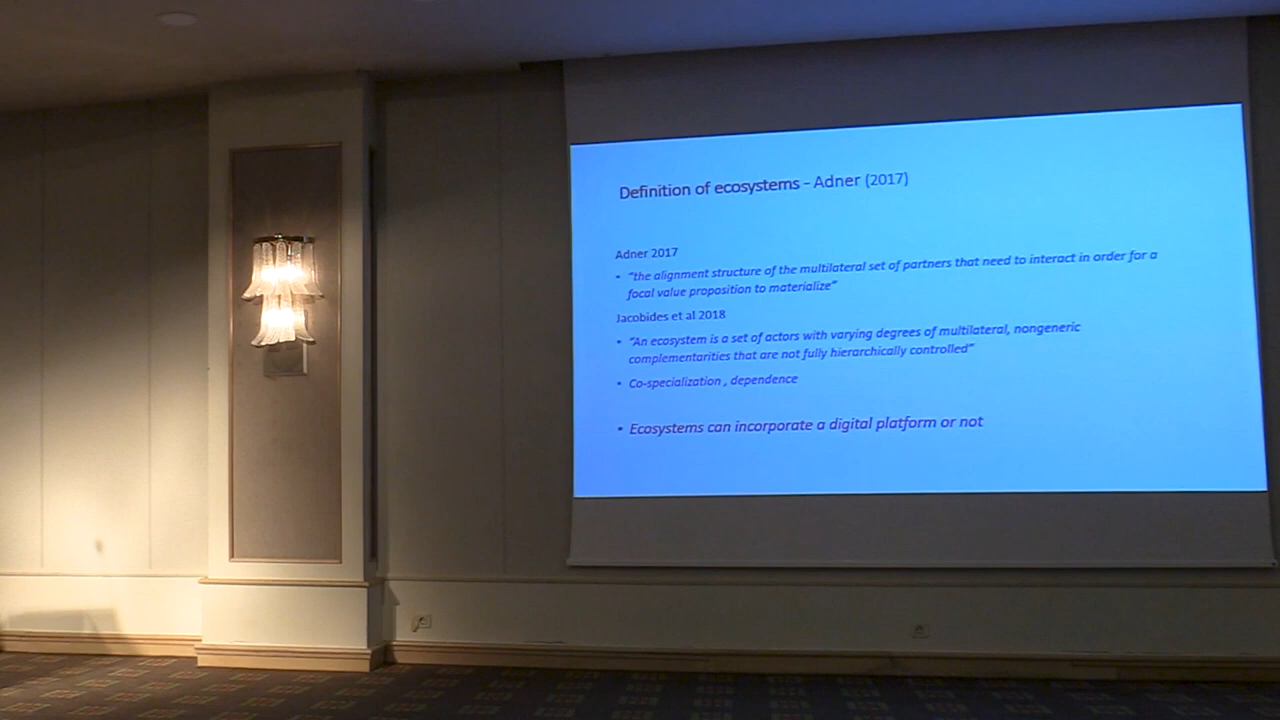 Definition of ecosystems - Adner (2017)
Adner 2017
• "the alignment structure of the multilateral set of partners that need to interact in order for a
focal value proposition to materialize"
Jacobides et al 2018
• "An ecosystem is a set of actors with varying degrees of multilateral, nongeneric
complementarities that are not fully hierarchically controlled"
• Co-specialization , dependence
• Ecosystems can incorporate a digital platform or not